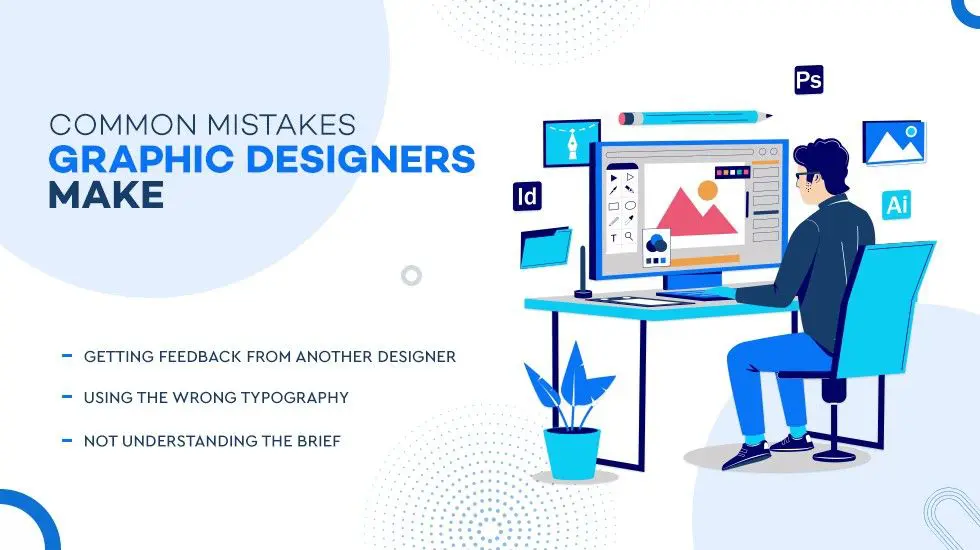 COMMON MISTAKES
GRAPHIC DESIGNERS
MAKE
GETTING FEEDBACK FROM ANOTHER DESIGNER
USING THE WRONG TYPOGRAPHY
NOT UNDERSTANDING THE BRIEF
Ps
Id
Ai
T